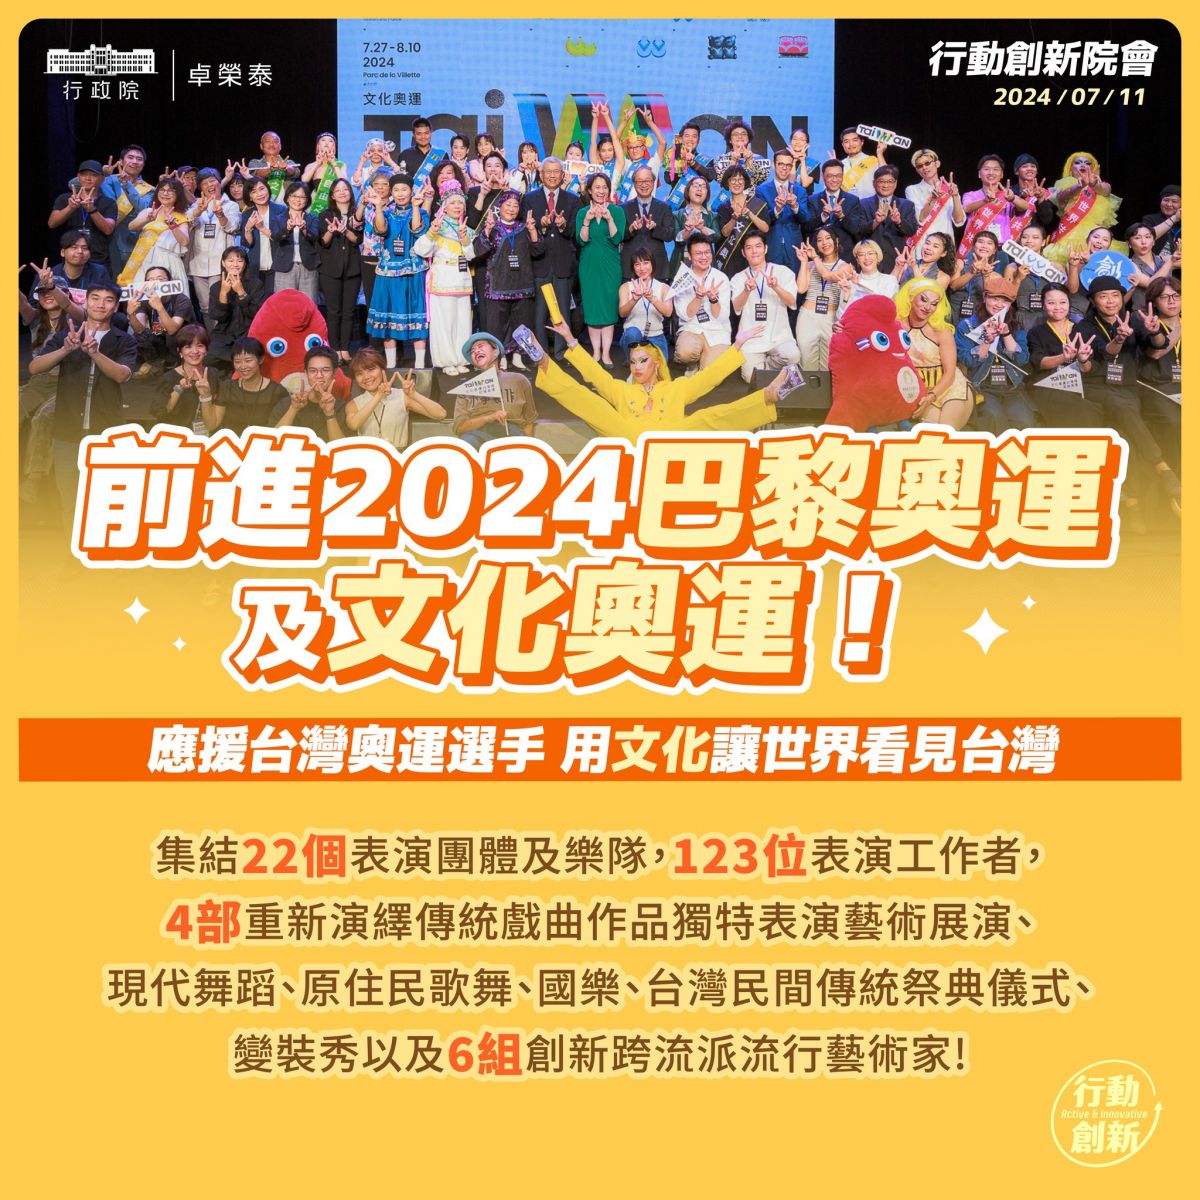 行政院
卓榮泰
行動創新院會
2024/07/11
7.27-8.10
2024
Parc de la Villette
文化奧運
TaiWAN
前進2024巴黎奧運
及文化奧運！
應援台灣奧運選手 用文化讓世界看見台灣
集結22個表演團體及樂隊，123位表演工作者，
4部重新演繹傳統戲曲作品獨特表演藝術展演、
現代舞蹈、原住民歌舞、國樂、台灣民間傳統祭典儀式、
變裝秀以及6組創新跨流派流行藝術家!
行動
Active & Innovative
創新